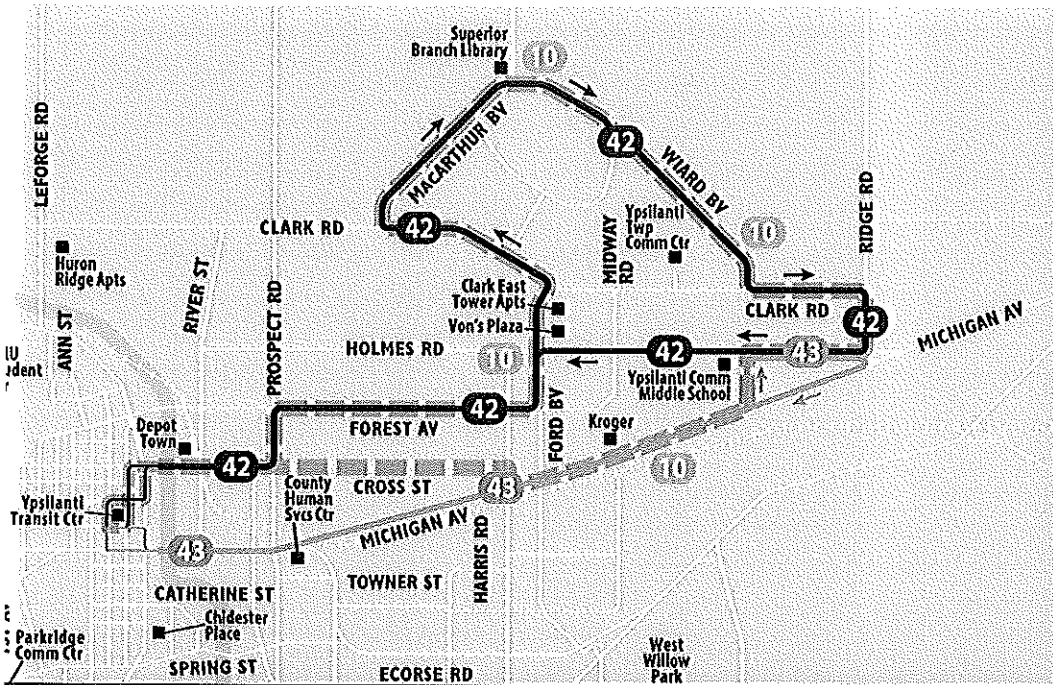 Superior
Branch Library
10
LEFORGE RD
MACARTHUR BV
42
WIARD BV
RIDGE RD
CLARK RD
42
MIDWAY
RD
Ypsilanti
Twp
Comm Ctr
10
Huron
Ridge Apts
RIVER ST
PROSPECT RD
Clark East
Tower Apts
CLARK RD
42
MICHIGAN AV
Von's Plaza
ANN ST
HOLMES RD
10
42
43
Ypsilanti Comm
Middle School
IU
udent
42
FOREST AV
FORD BV
Kroger
Depot
Town
42
10
County
Human
Svcs Ctr
CROSS ST
43
Ypsilanti
Transit Ctr
MICHIGAN AV
HARRIS RD
43
TOWNER ST
CATHERINE ST
Chidester
Place
Parkridge
Comm Ctr
SPRING ST
ECORSE RD
West
Willow
Park